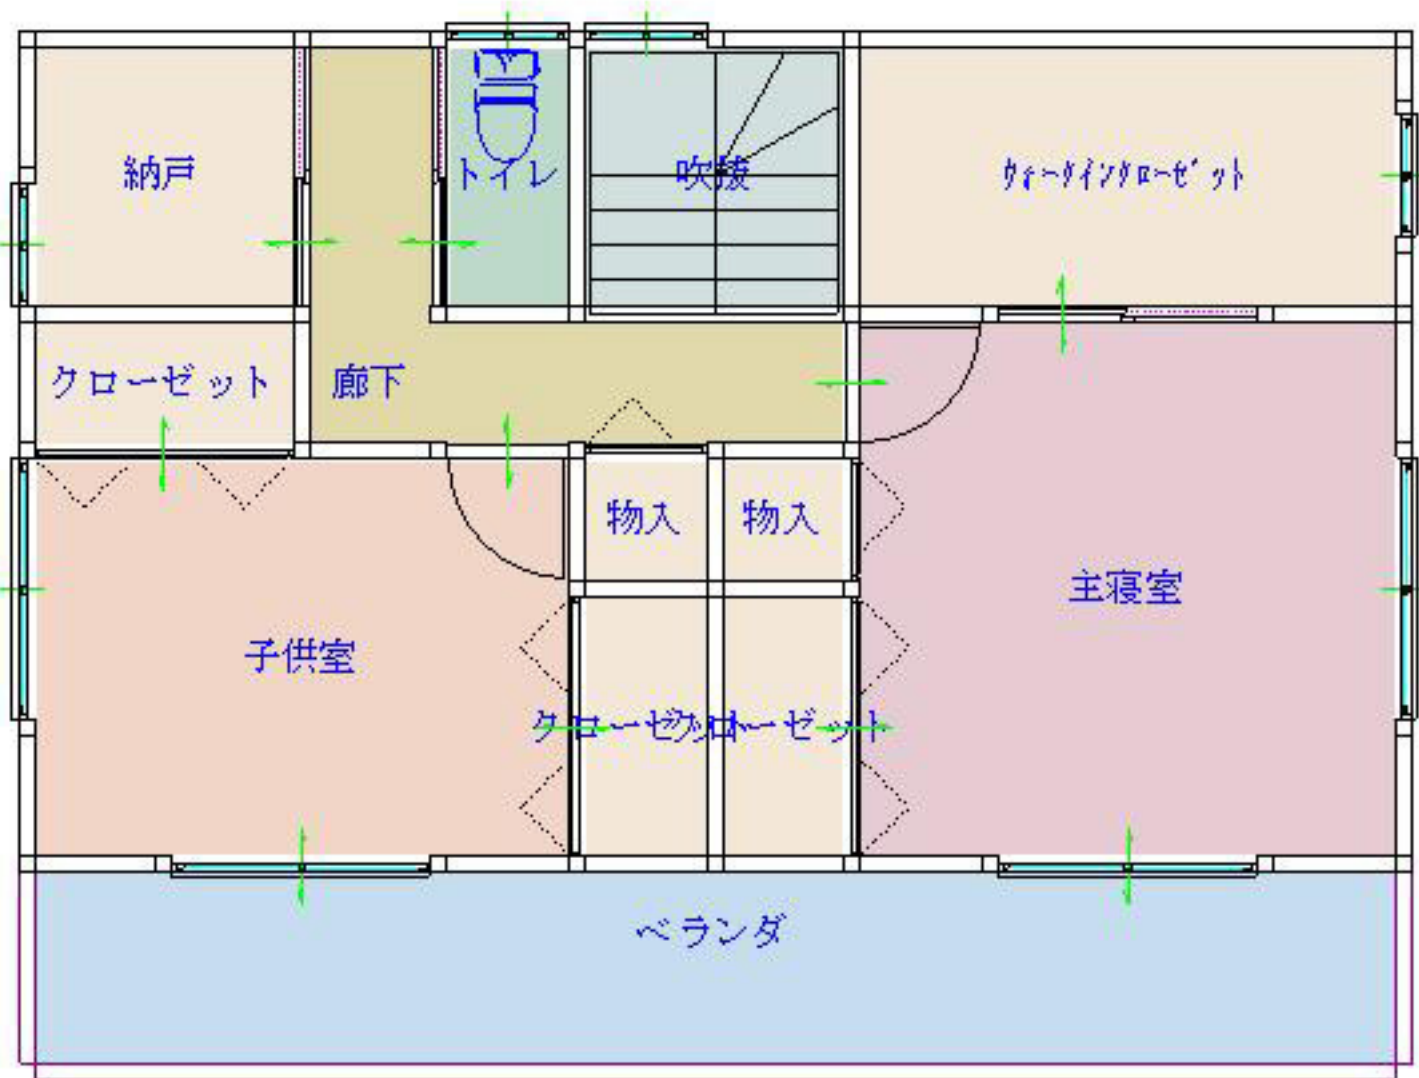 納戸
トイレ
吹抜
ウォークインクローゼット
クローゼット
廊下
物入
物入
主寝室
子供室
クローゼット
クローゼット
ベランダ